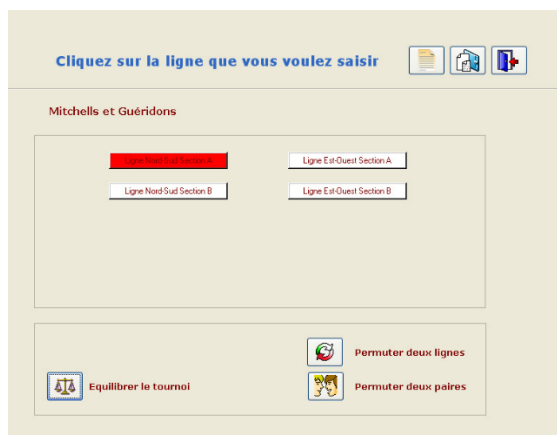 Cliquez sur la ligne que vous voulez saisir
Mitchells et Guéridons
Ligne Nord-Sud Section A
Ligne Est-Ouest Section A
Ligne Nord-Sud Section B
Ligne Est-Ouest Section B
Permuter deux lignes
Equilibrer le tournoi
Permuter deux paires